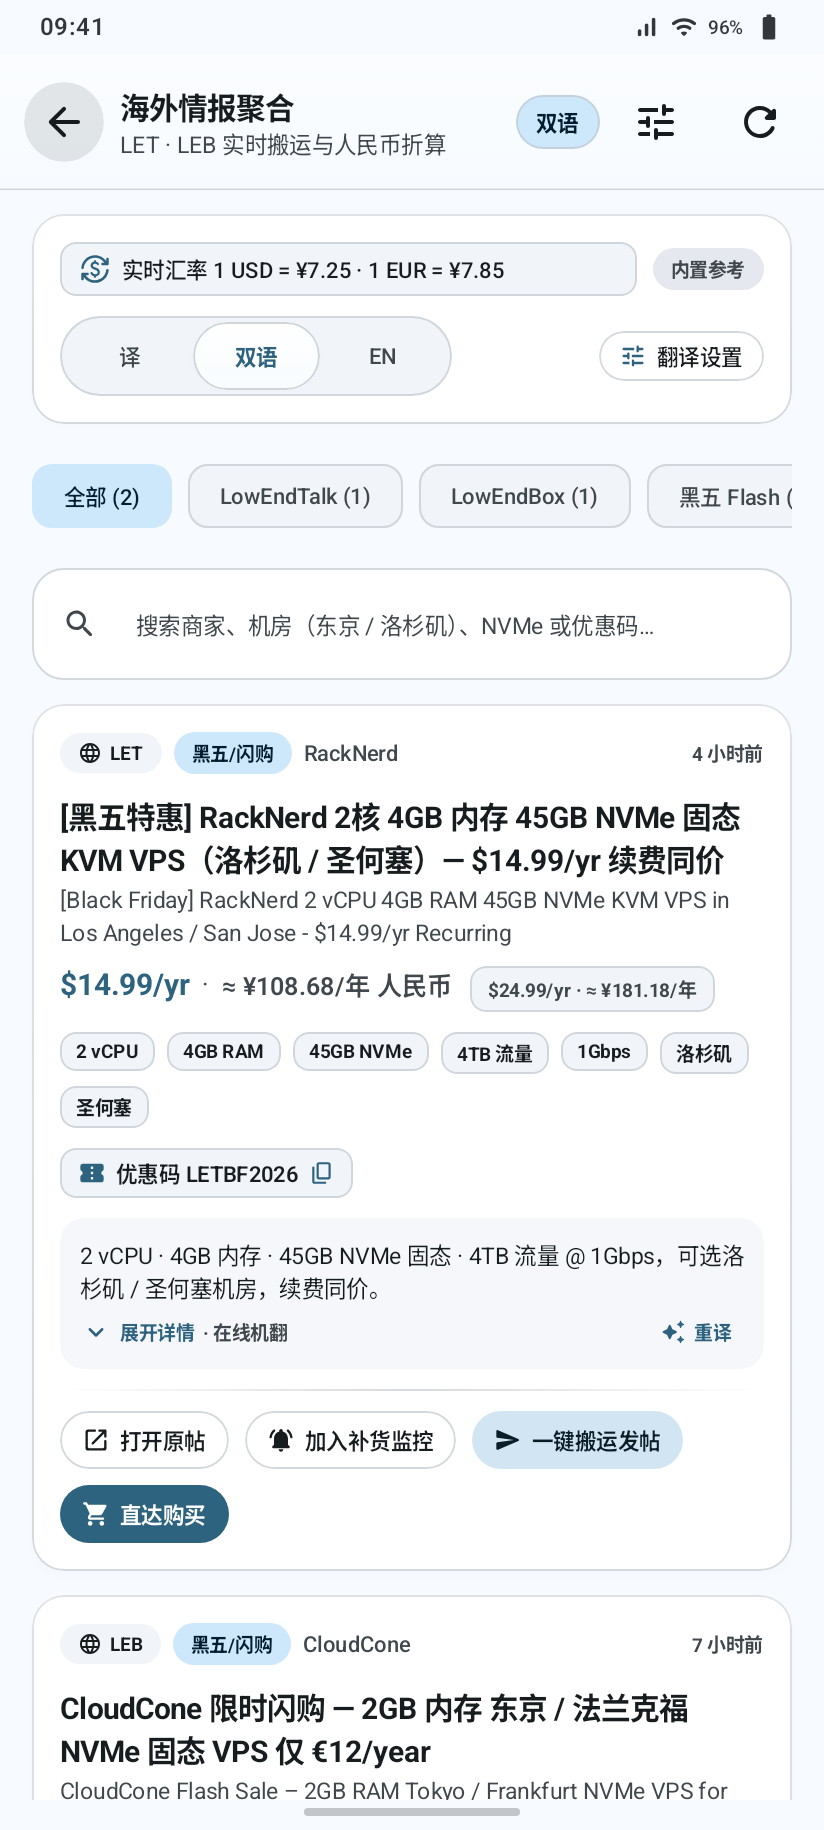 09:41
96%
海外情报聚合
LET · LEB 实时搬运与人民币折算
双语
实时汇率 1 USD = ¥7.25 · 1 EUR = ¥7.85
内置参考
译
双语
EN
翻译设置
全部 (2)
LowEndTalk (1)
LowEndBox (1)
黑五 Flash (
搜索商家、机房（东京 / 洛杉矶）、NVMe 或优惠码...
LET
黑五/闪购
RackNerd
4 小时前
[黑五特惠] RackNerd 2核 4GB 内存 45GB NVMe 固态
KVM VPS（洛杉矶 / 圣何塞）— $14.99/yr 续费同价
[Black Friday] RackNerd 2 vCPU 4GB RAM 45GB NVMe KVM VPS in
Los Angeles / San Jose - $14.99/yr Recurring
$14.99/yr · ≈ ¥108.68/年 人民币
$24.99/yr · ≈ ¥181.18/年
2 vCPU
4GB RAM
45GB NVMe
4TB 流量
1Gbps
洛杉矶
圣何塞
优惠码 LETBF2026
2 vCPU · 4GB 内存 · 45GB NVMe 固态 · 4TB 流量 @ 1Gbps，可选洛
杉矶 / 圣何塞机房，续费同价。
展开详情 · 在线机翻
重译
打开原帖
加入补货监控
一键搬运发帖
直达购买
LEB
黑五/闪购
CloudCone
7 小时前
CloudCone 限时闪购 — 2GB 内存 东京 / 法兰克福
NVMe 固态 VPS 仅 €12/year
CloudCone Flash Sale – 2GB RAM Tokyo / Frankfurt NVMe VPS for